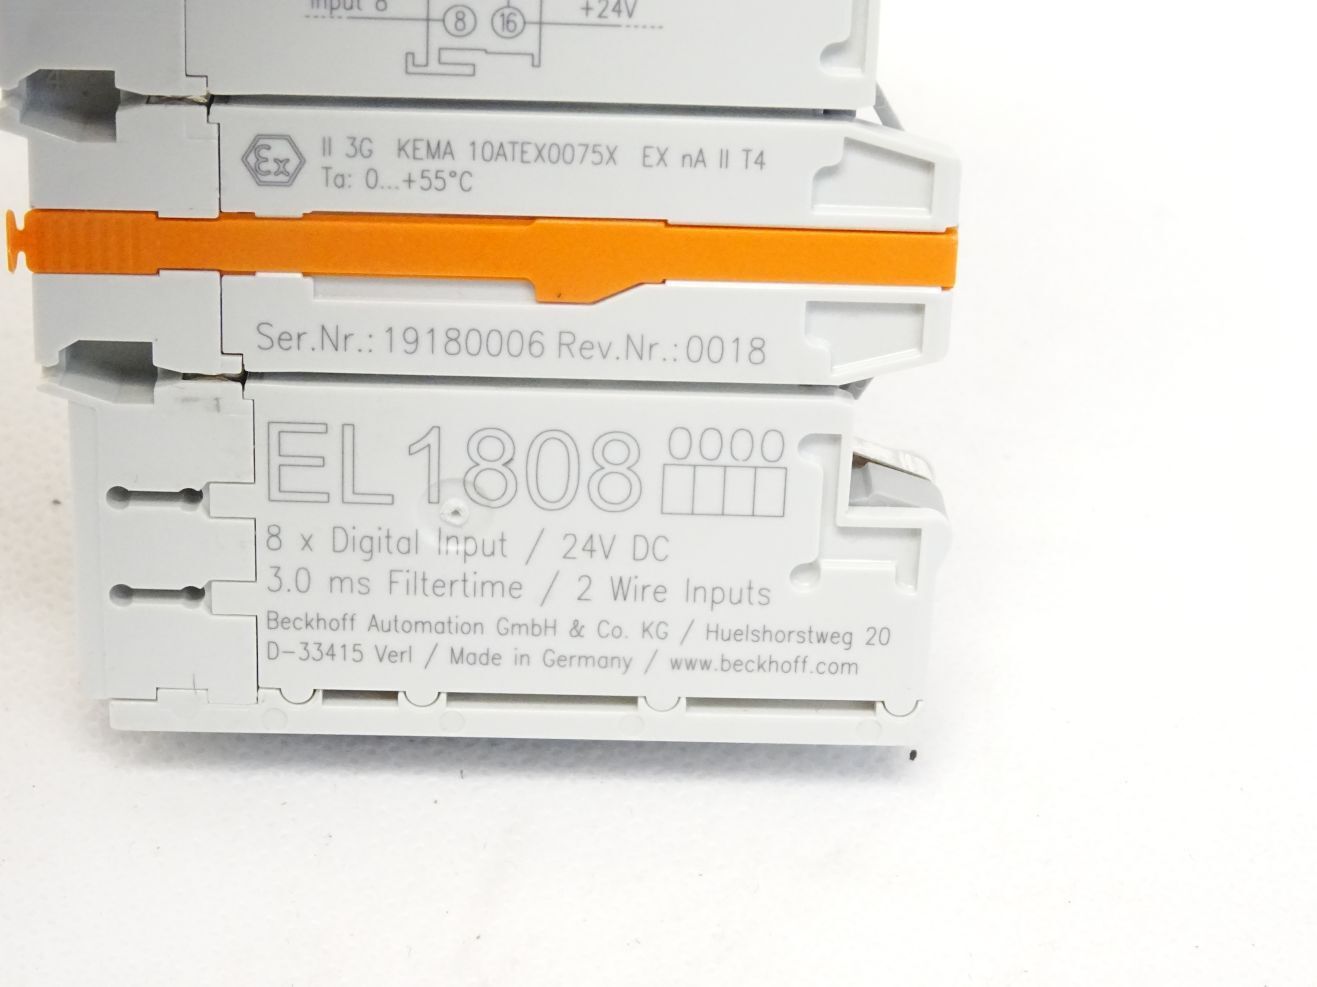 Input 8 8 16 +24V
Ex II 3G KEMA 10ATEX0075X EX nA II T4
Ta: 0...+55°C
Ser.Nr.: 19180006 Rev.Nr.: 0018
EL1808 0000
8 x Digital Input / 24V DC
3.0 ms Filtertime / 2 Wire Inputs
Beckhoff Automation GmbH & Co. KG / Huelshorstweg 20
D-33415 Verl / Made in Germany / www.beckhoff.com